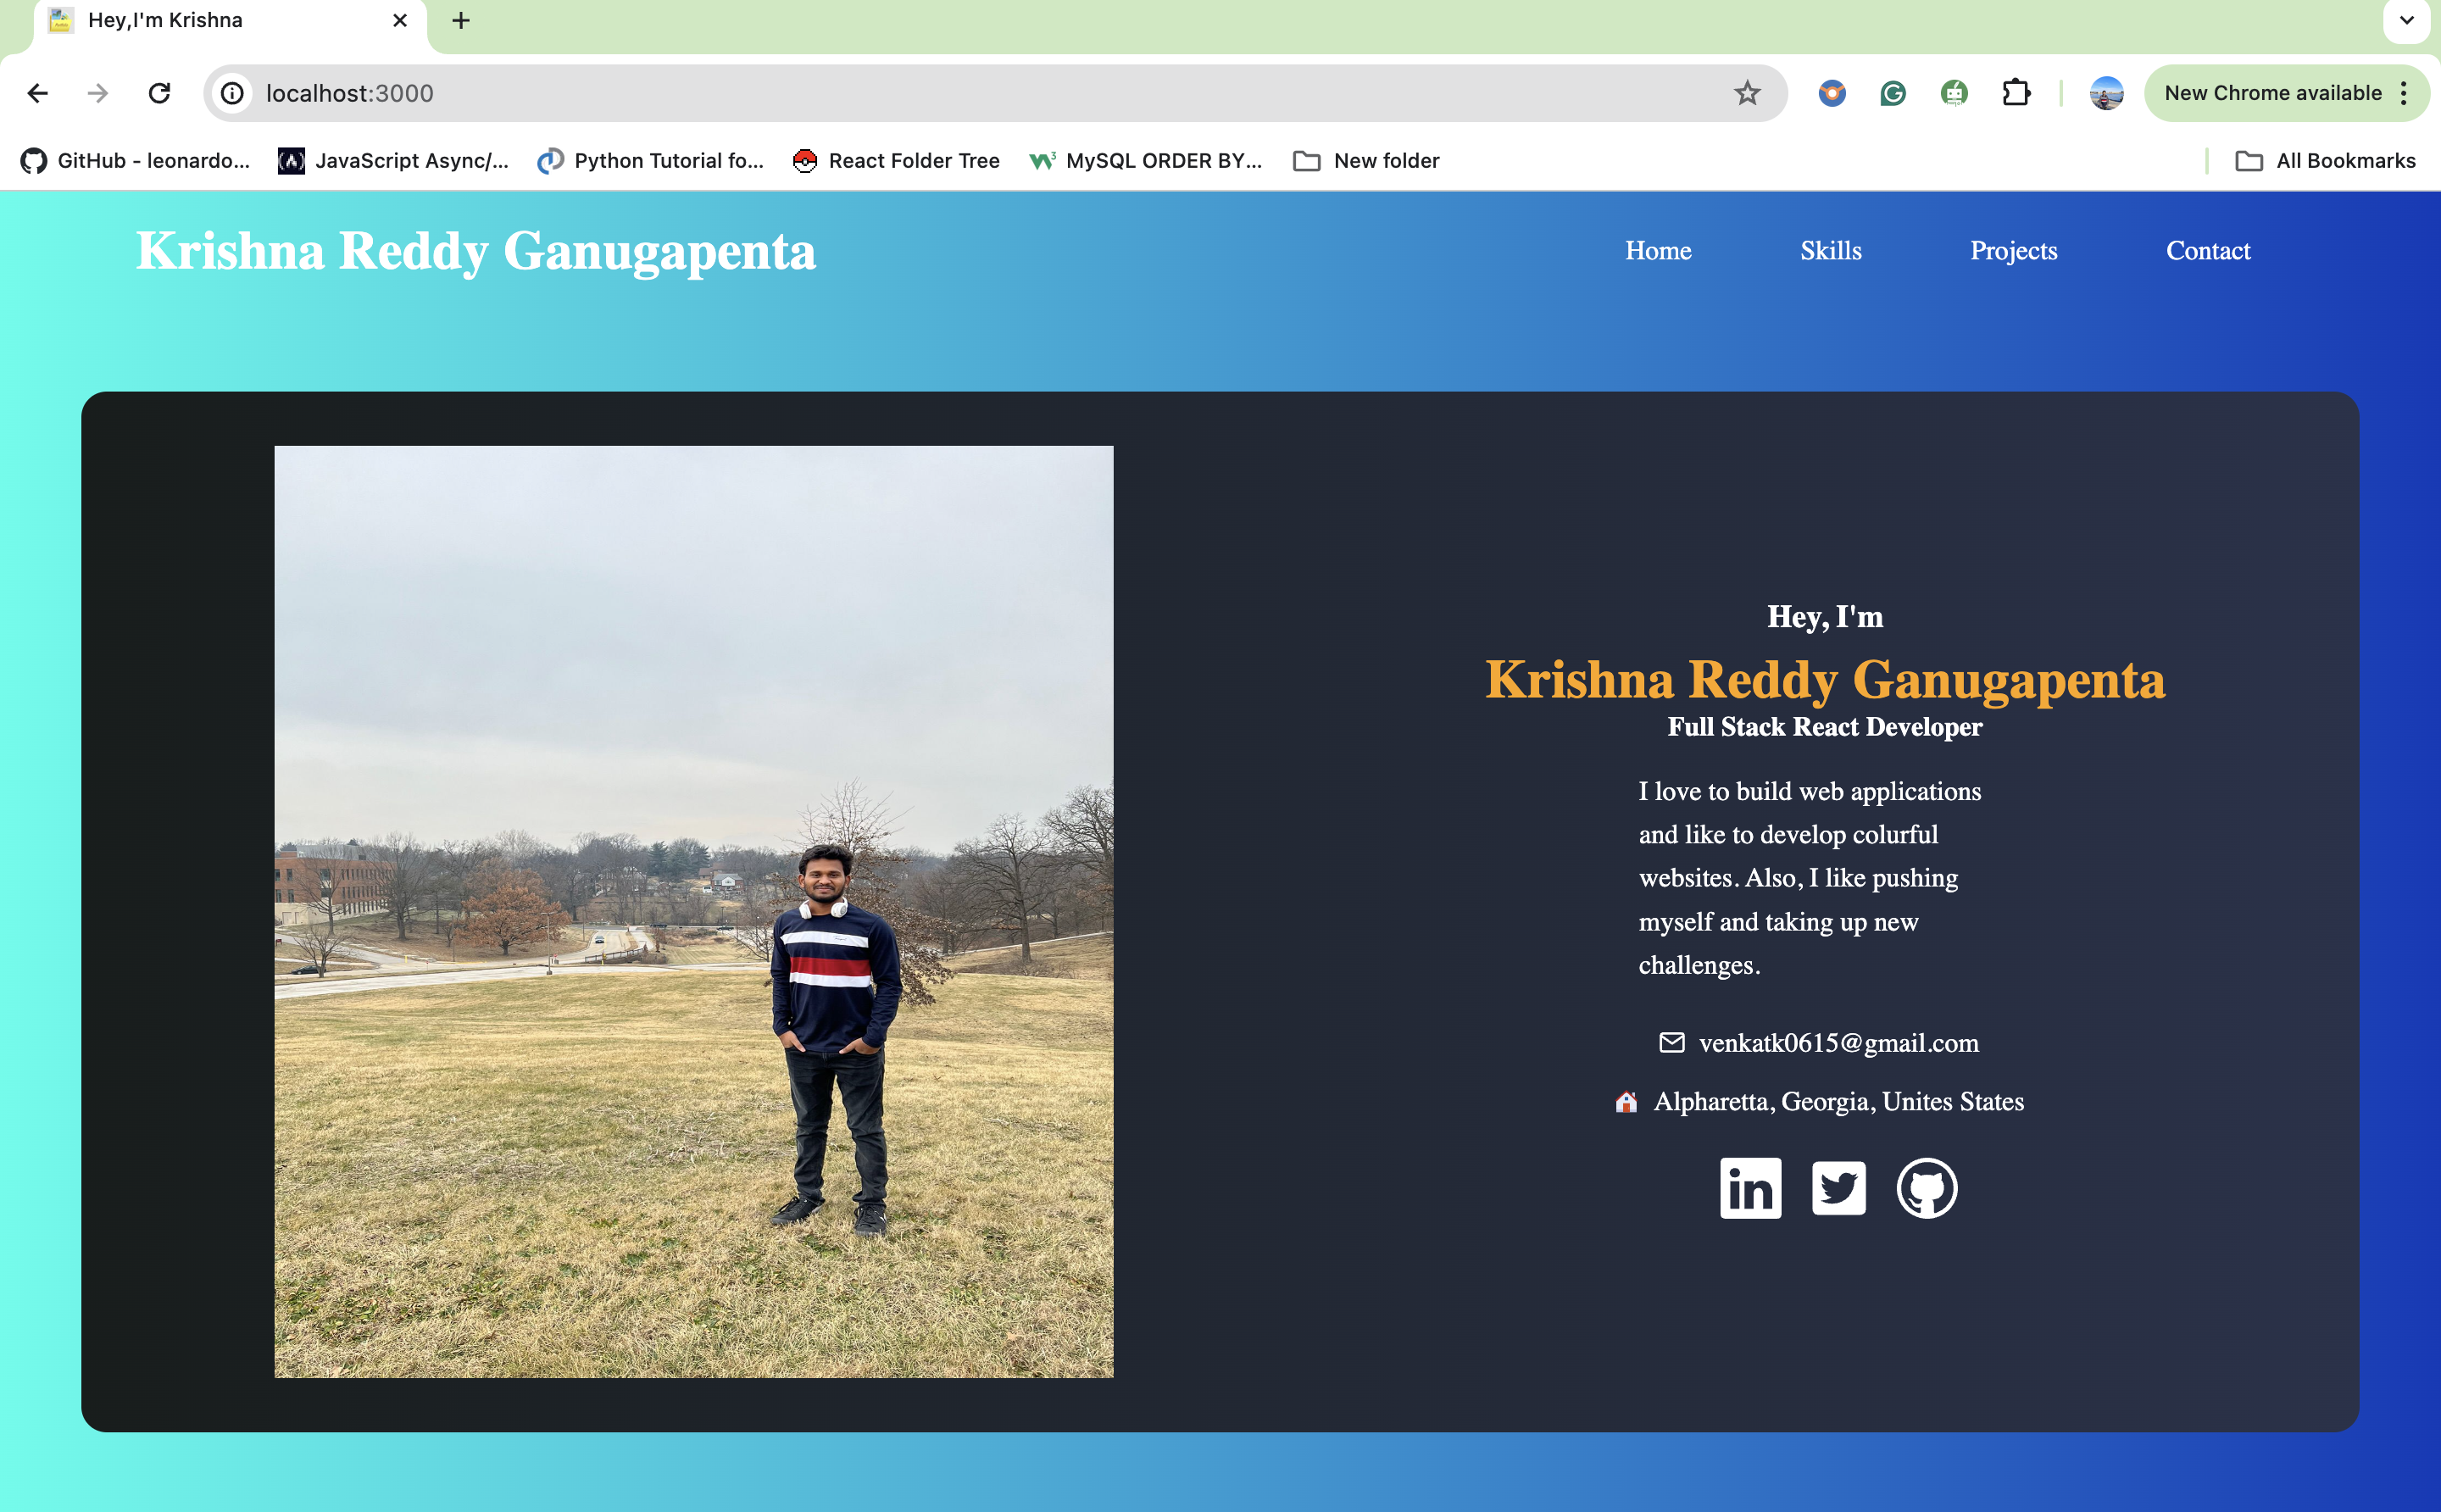 Hey,I'm Krishna
localhost:3000
New Chrome available
GitHub - leonardo...
JavaScript Async/...
Python Tutorial fo...
React Folder Tree
MySQL ORDER BY...
New folder
All Bookmarks
Krishna Reddy Ganugapenta
Home
Skills
Projects
Contact
Hey, I'm
Krishna Reddy Ganugapenta
Full Stack React Developer
I love to build web applications
and like to develop colurful
websites. Also, I like pushing
myself and taking up new
challenges.
venkatk0615@gmail.com
Alpharetta, Georgia, Unites States
in